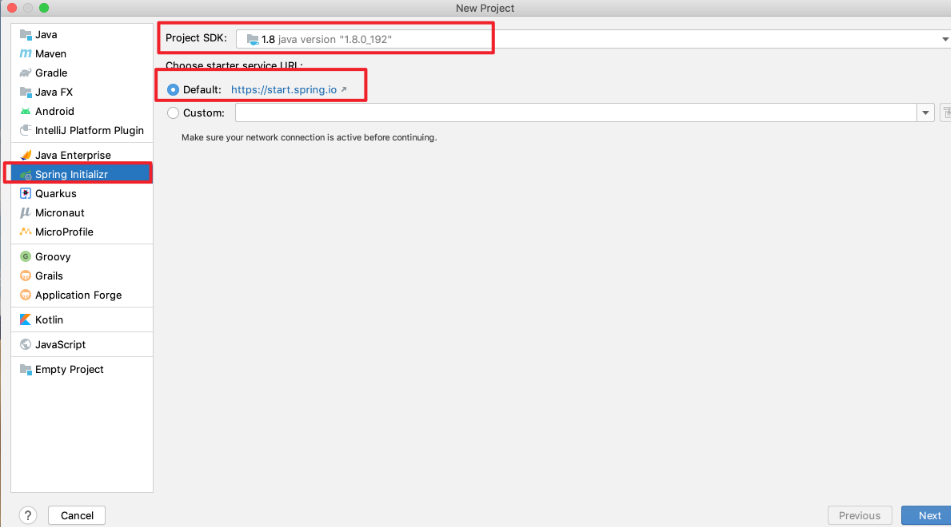 New Project
Java
Maven
Gradle
Java FX
Android
IntelliJ Platform Plugin
Java Enterprise
Spring Initializr
Quarkus
Micronaut
MicroProfile
Groovy
Grails
Application Forge
Kotlin
JavaScript
Empty Project
Project SDK: 1.8 java version "1.8.0_192"
Choose starter service URL:
Default: https://start.spring.io ↗
Custom:
Make sure your network connection is active before continuing.
? Cancel Previous Next